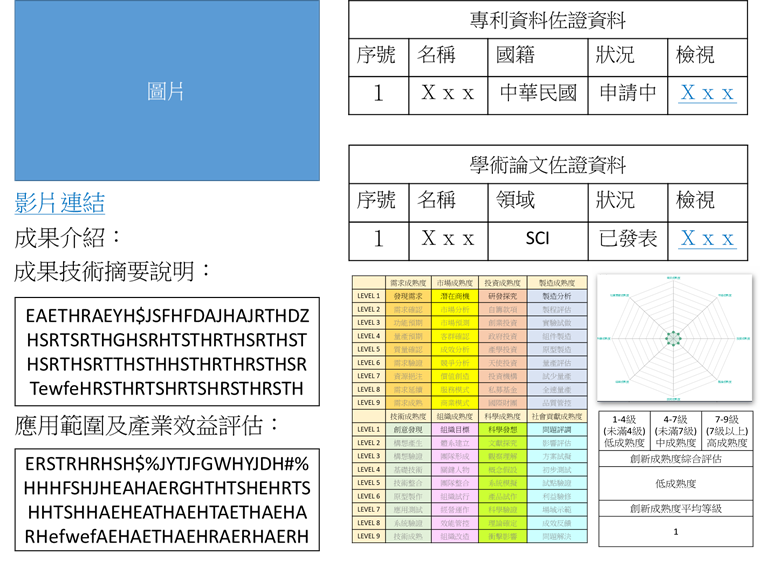 圖片
影片連結
成果介紹：
成果技術摘要說明：
EAETHRAEYH$JSFHFDAJHAJRTHDZ
HSRTSRTHGHSRHTSTHRTHSRTHST
HSRTHSRTTHSTHHSTHRTHRSTHSR
TewfeHRSTHRTSHRTSHRSTHRSTH
應用範圍及產業效益評估：
ERSTRHRHSH$%JYTJFGWHYJDH#%
HHHFSHJHEAHAERGHTHTSHEHRTS
HHTSHHAEHEATHAEHTAETHAEHA
RHefwefAEHAETHAEHRAERHAERH
專利資料佐證資料
序號 名稱 國籍 狀況 檢視
1 Ｘｘｘ 中華民國 申請中 Ｘｘｘ
學術論文佐證資料
序號 名稱 領域 狀況 檢視
1 Ｘｘｘ SCI 已發表 Ｘｘｘ
需求成熟度 市場成熟度 投資成熟度 製造成熟度
LEVEL 1 發現需求 潛在商機 研發探究 製造分析
LEVEL 2 需求確認 市場分析 自籌款項 製程評估
LEVEL 3 功能預期 市場預測 創業投資 實驗試做
LEVEL 4 量產預期 客群確認 政府投資 組件製造
LEVEL 5 質量確認 成效分析 產學投資 原型製造
LEVEL 6 需求驗證 競爭分析 天使投資 量產評估
LEVEL 7 資源挹注 價值創造 投資機構 試少量產
LEVEL 8 需求延續 服務模式 私募基金 全速量產
LEVEL 9 需求成熟 商業模式 國際財團 品質管控
技術成熟度 組織成熟度 科學成熟度 社會貢獻成熟度
LEVEL 1 創意發現 組織目標 科學發想 問題評調
LEVEL 2 構想產生 體系建立 文獻探究 影響評估
LEVEL 3 構想驗證 團隊形成 觀察理解 方案試擬
LEVEL 4 基礎技術 關鍵人物 概念假設 初步測試
LEVEL 5 技術整合 團隊整合 系統模擬 試點驗證
LEVEL 6 原型製作 組織試行 產品試作 利益驗修
LEVEL 7 應用測試 經營運作 科學驗證 場域示範
LEVEL 8 系統驗證 效能管控 理論確定 成效反饋
LEVEL 9 技術成熟 組織改造 衝擊影響 問題解決
1-4級 4-7級 7-9級
(未滿4級) (未滿7級) (7級以上)
低成熟度 中成熟度 高成熟度
創新成熟度綜合評估
低成熟度
創新成熟度平均等級
1